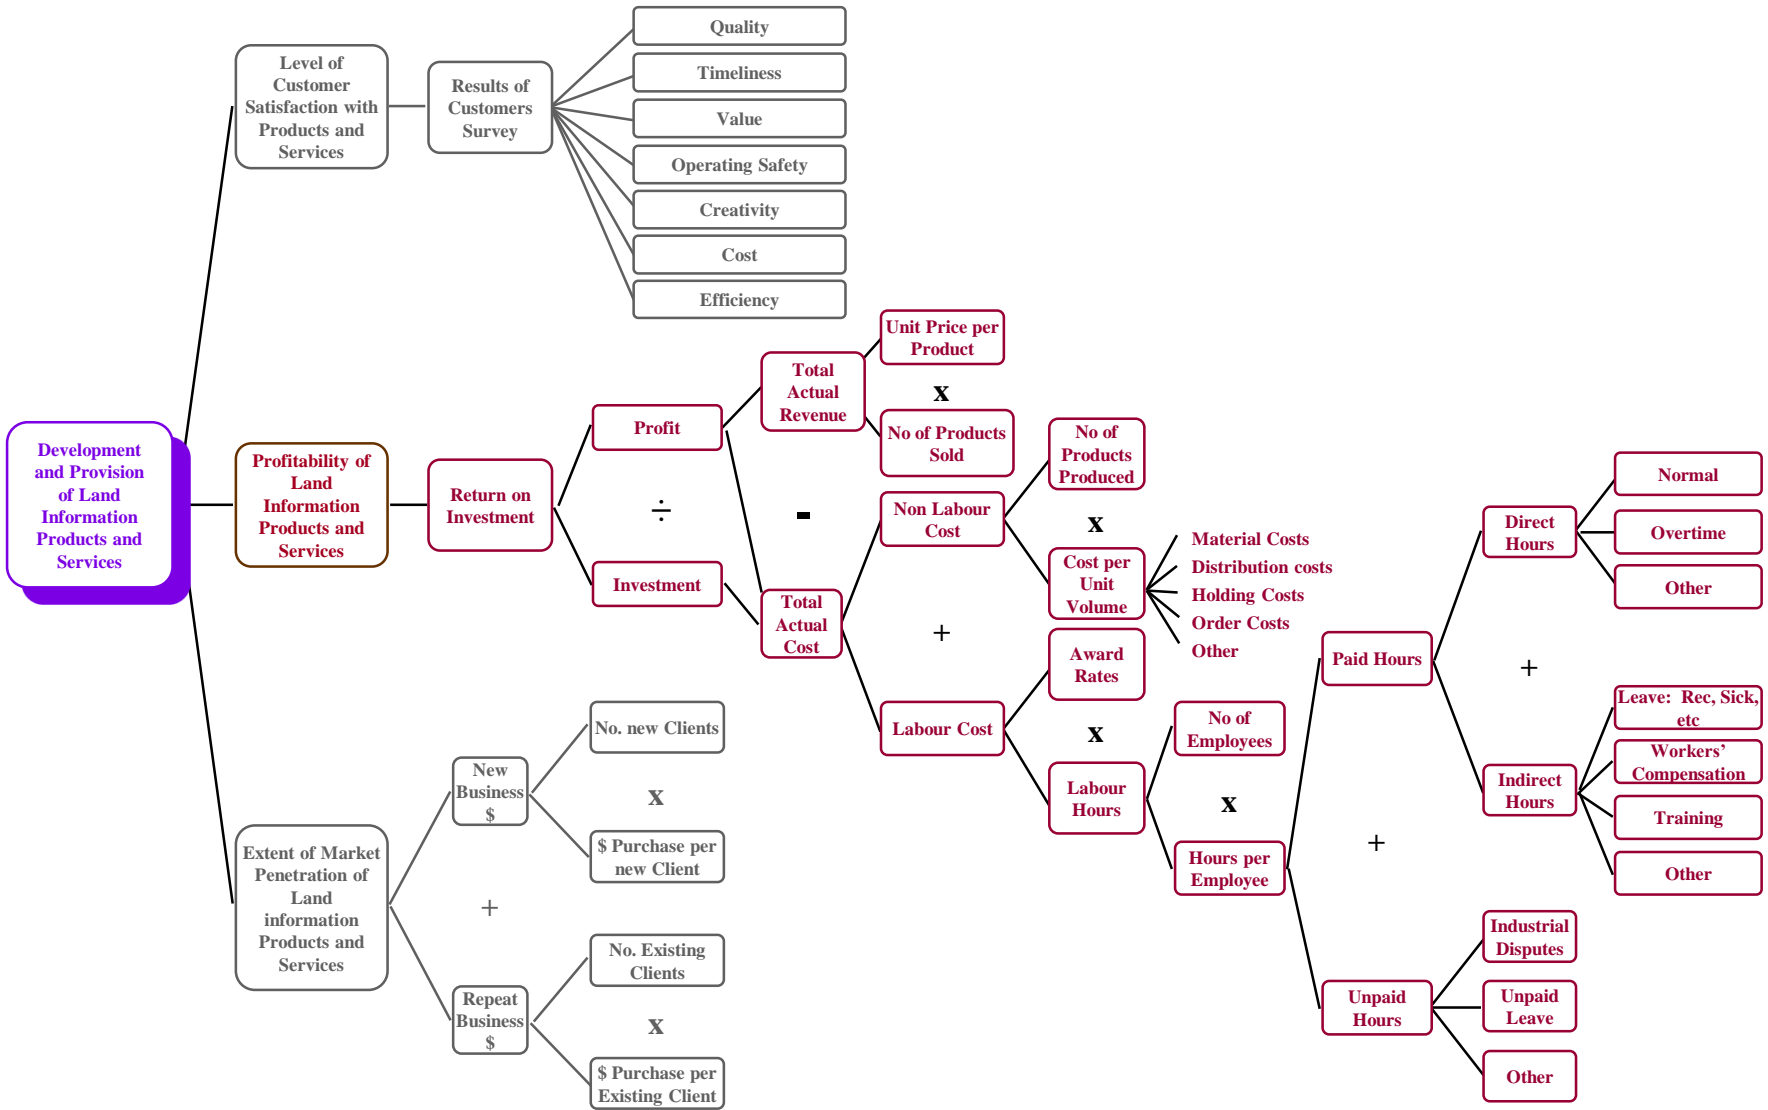 Development
and Provision
of Land
Information
Products and
Services
Level of
Customer
Satisfaction with
Products and
Services
Results of
Customers
Survey
Quality
Timeliness
Value
Operating Safety
Creativity
Cost
Efficiency
Profitability of
Land
Information
Products and
Services
Return on
Investment
Profit
÷
Investment
Total
Actual
Revenue
-
Total
Actual
Cost
Unit Price per
Product
x
No of Products
Sold
Non Labour
Cost
+
Labour Cost
No of
Products
Produced
x
Cost per
Unit
Volume
Material Costs
Distribution costs
Holding Costs
Order Costs
Other
Award
Rates
x
Labour
Hours
No of
Employees
x
Hours per
Employee
Paid Hours
+
Unpaid
Hours
Direct
Hours
+
Indirect
Hours
Normal
Overtime
Other
Leave: Rec, Sick,
etc
Workers’
Compensation
Training
Other
Industrial
Disputes
Unpaid
Leave
Other
Extent of Market
Penetration of
Land
information
Products and
Services
New
Business
$
+
Repeat
Business
$
No. new Clients
x
$ Purchase per
new Client
No. Existing
Clients
x
$ Purchase per
Existing Client